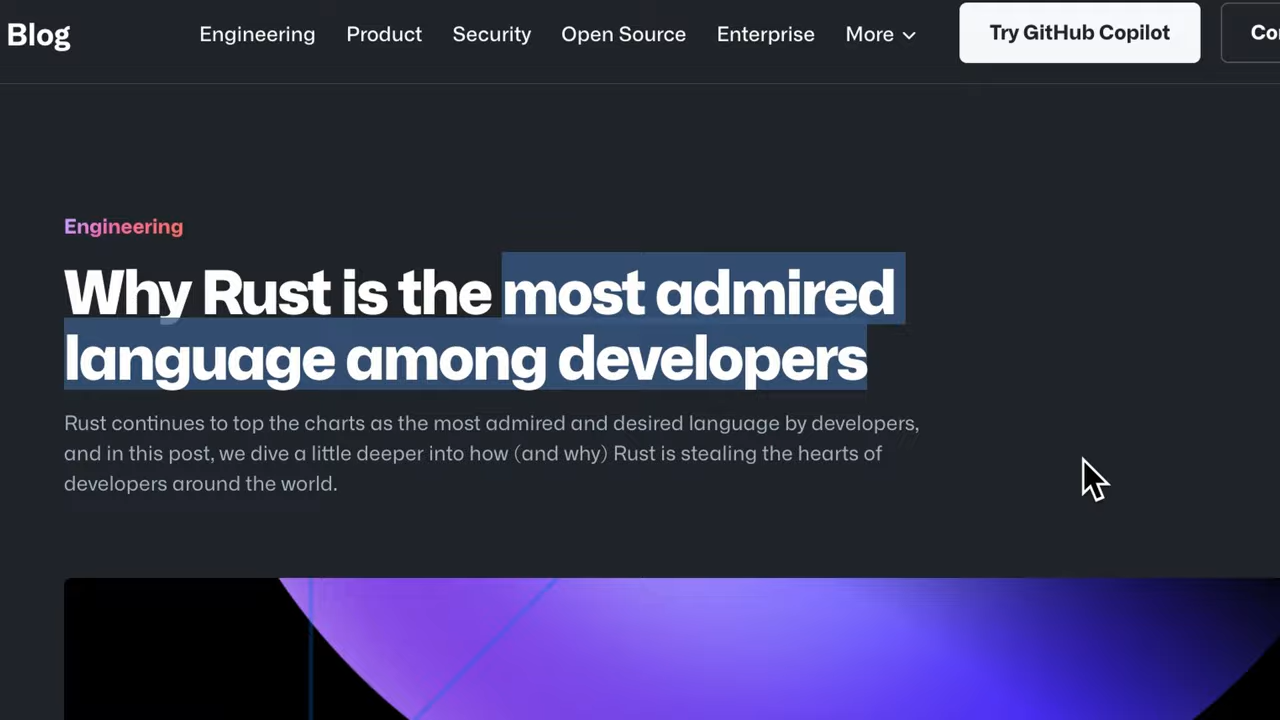 Blog Engineering Product Security Open Source Enterprise More Try GitHub Copilot
Engineering
Why Rust is the most admired
language among developers
Rust continues to top the charts as the most admired and desired language by developers,
and in this post, we dive a little deeper into how (and why) Rust is stealing the hearts of
developers around the world.